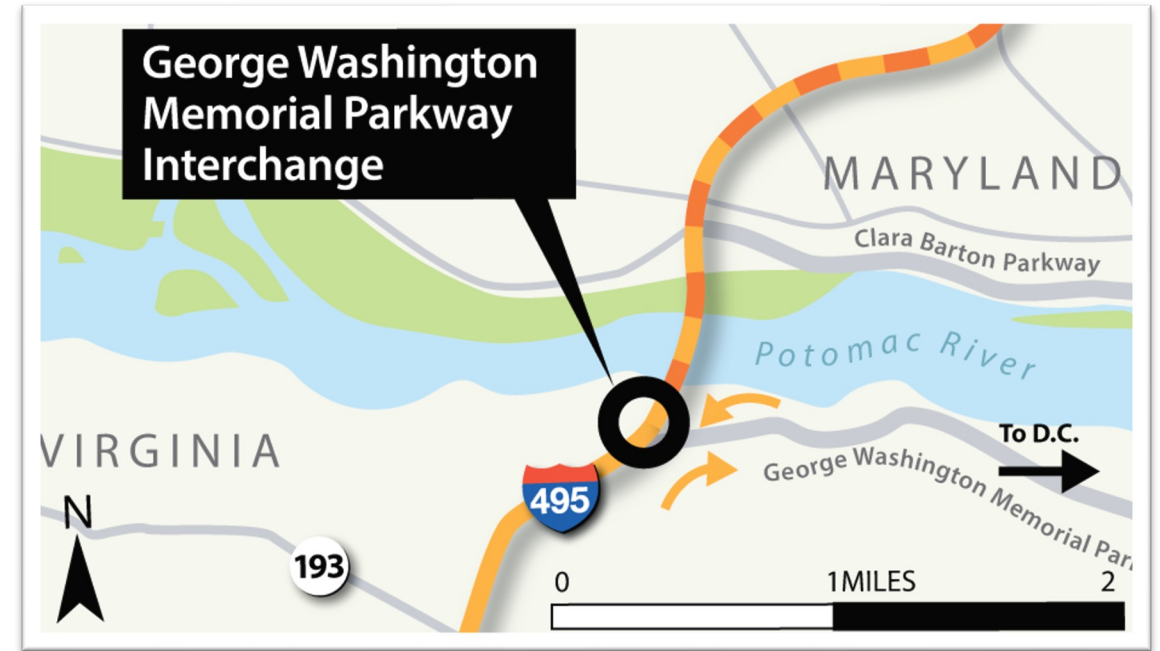 George Washington
Memorial Parkway
Interchange
MARYLAND
Clara Barton Parkway
Potomac River
To D.C.
VIRGINIA
George Washington Memorial Par
495
N
193
0 1MILES 2